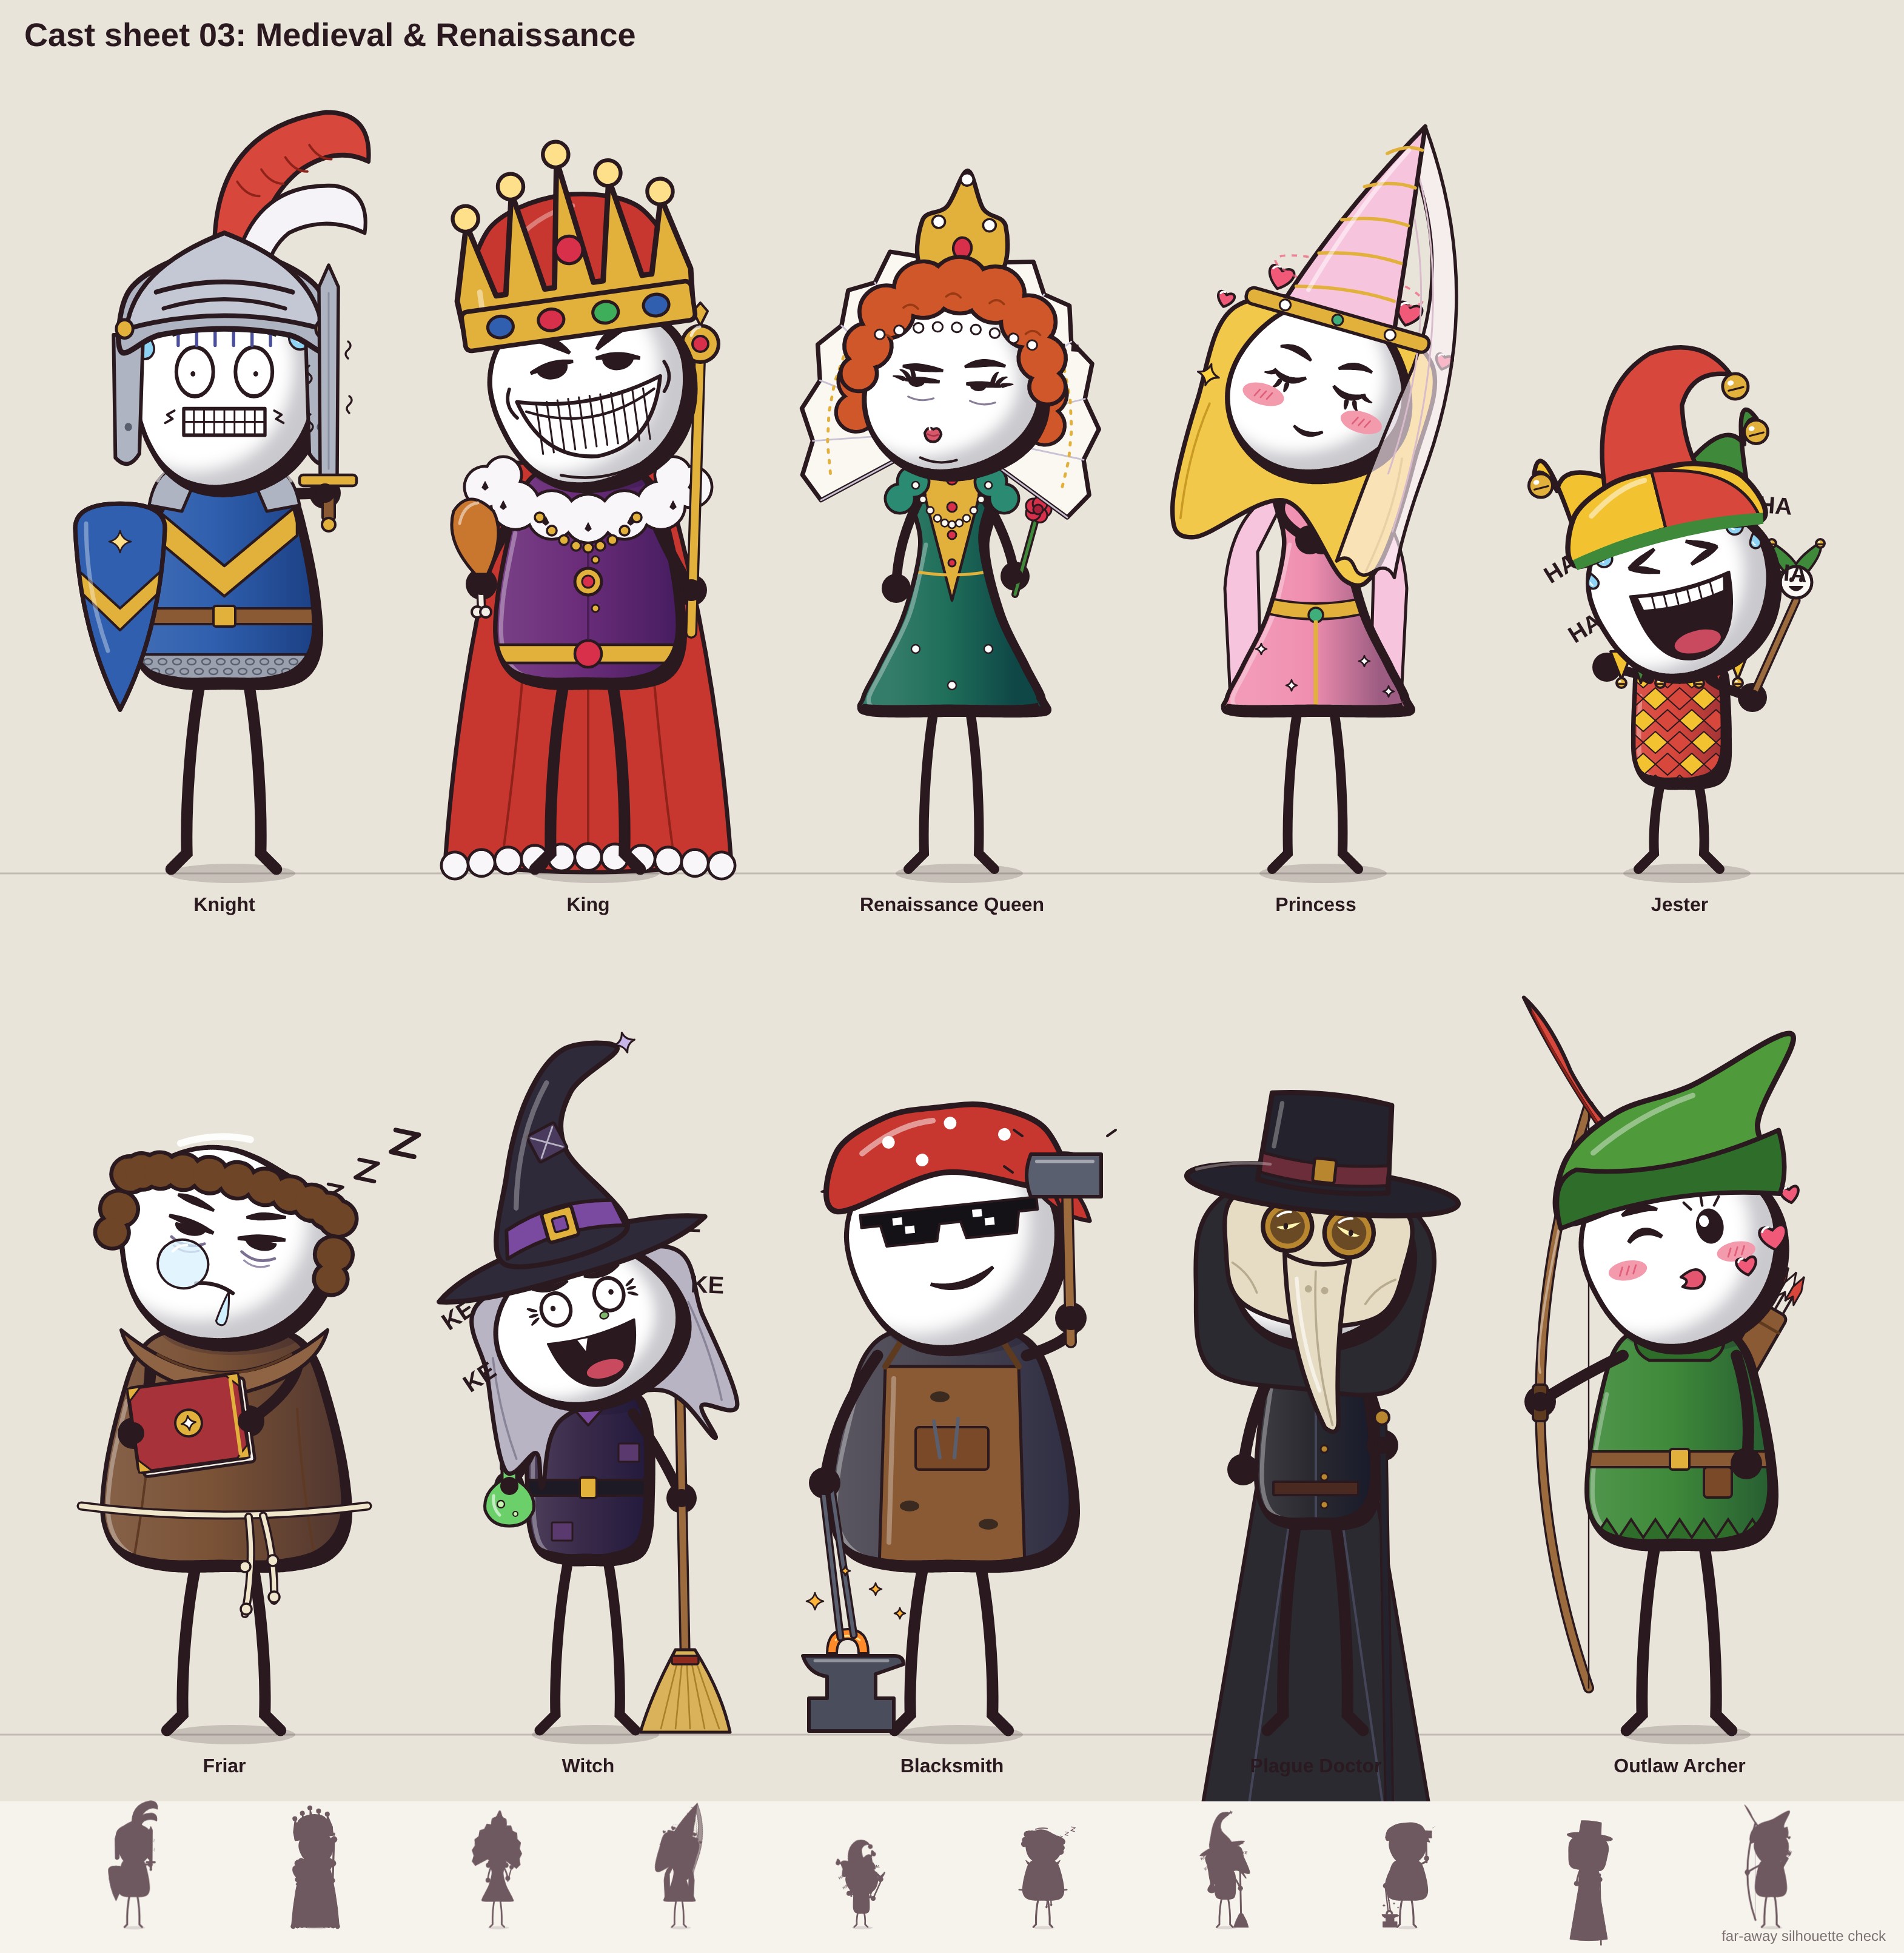 Cast sheet 03: Medieval & Renaissance
HA
HA
HA
HA
Knight
King
Renaissance Queen
Princess
Jester
Z
Z
Z
KE
KE
KE
Friar
Witch
Blacksmith
Plague Doctor
Outlaw Archer
far-away silhouette check